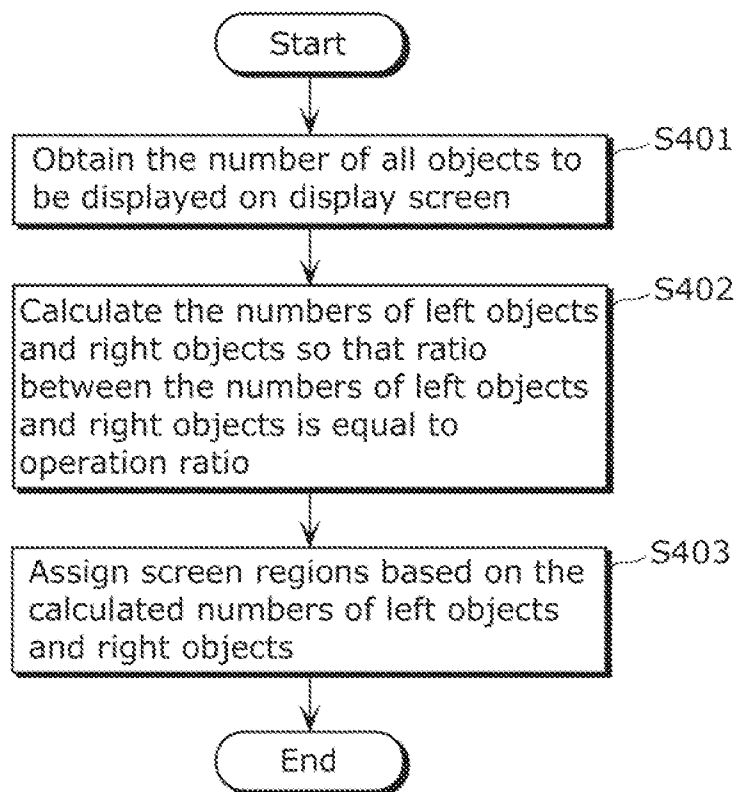 Start
S401
Obtain the number of all objects to
be displayed on display screen
S402
Calculate the numbers of left objects
and right objects so that ratio
between the numbers of left objects
and right objects is equal to
operation ratio
S403
Assign screen regions based on the
calculated numbers of left objects
and right objects
End